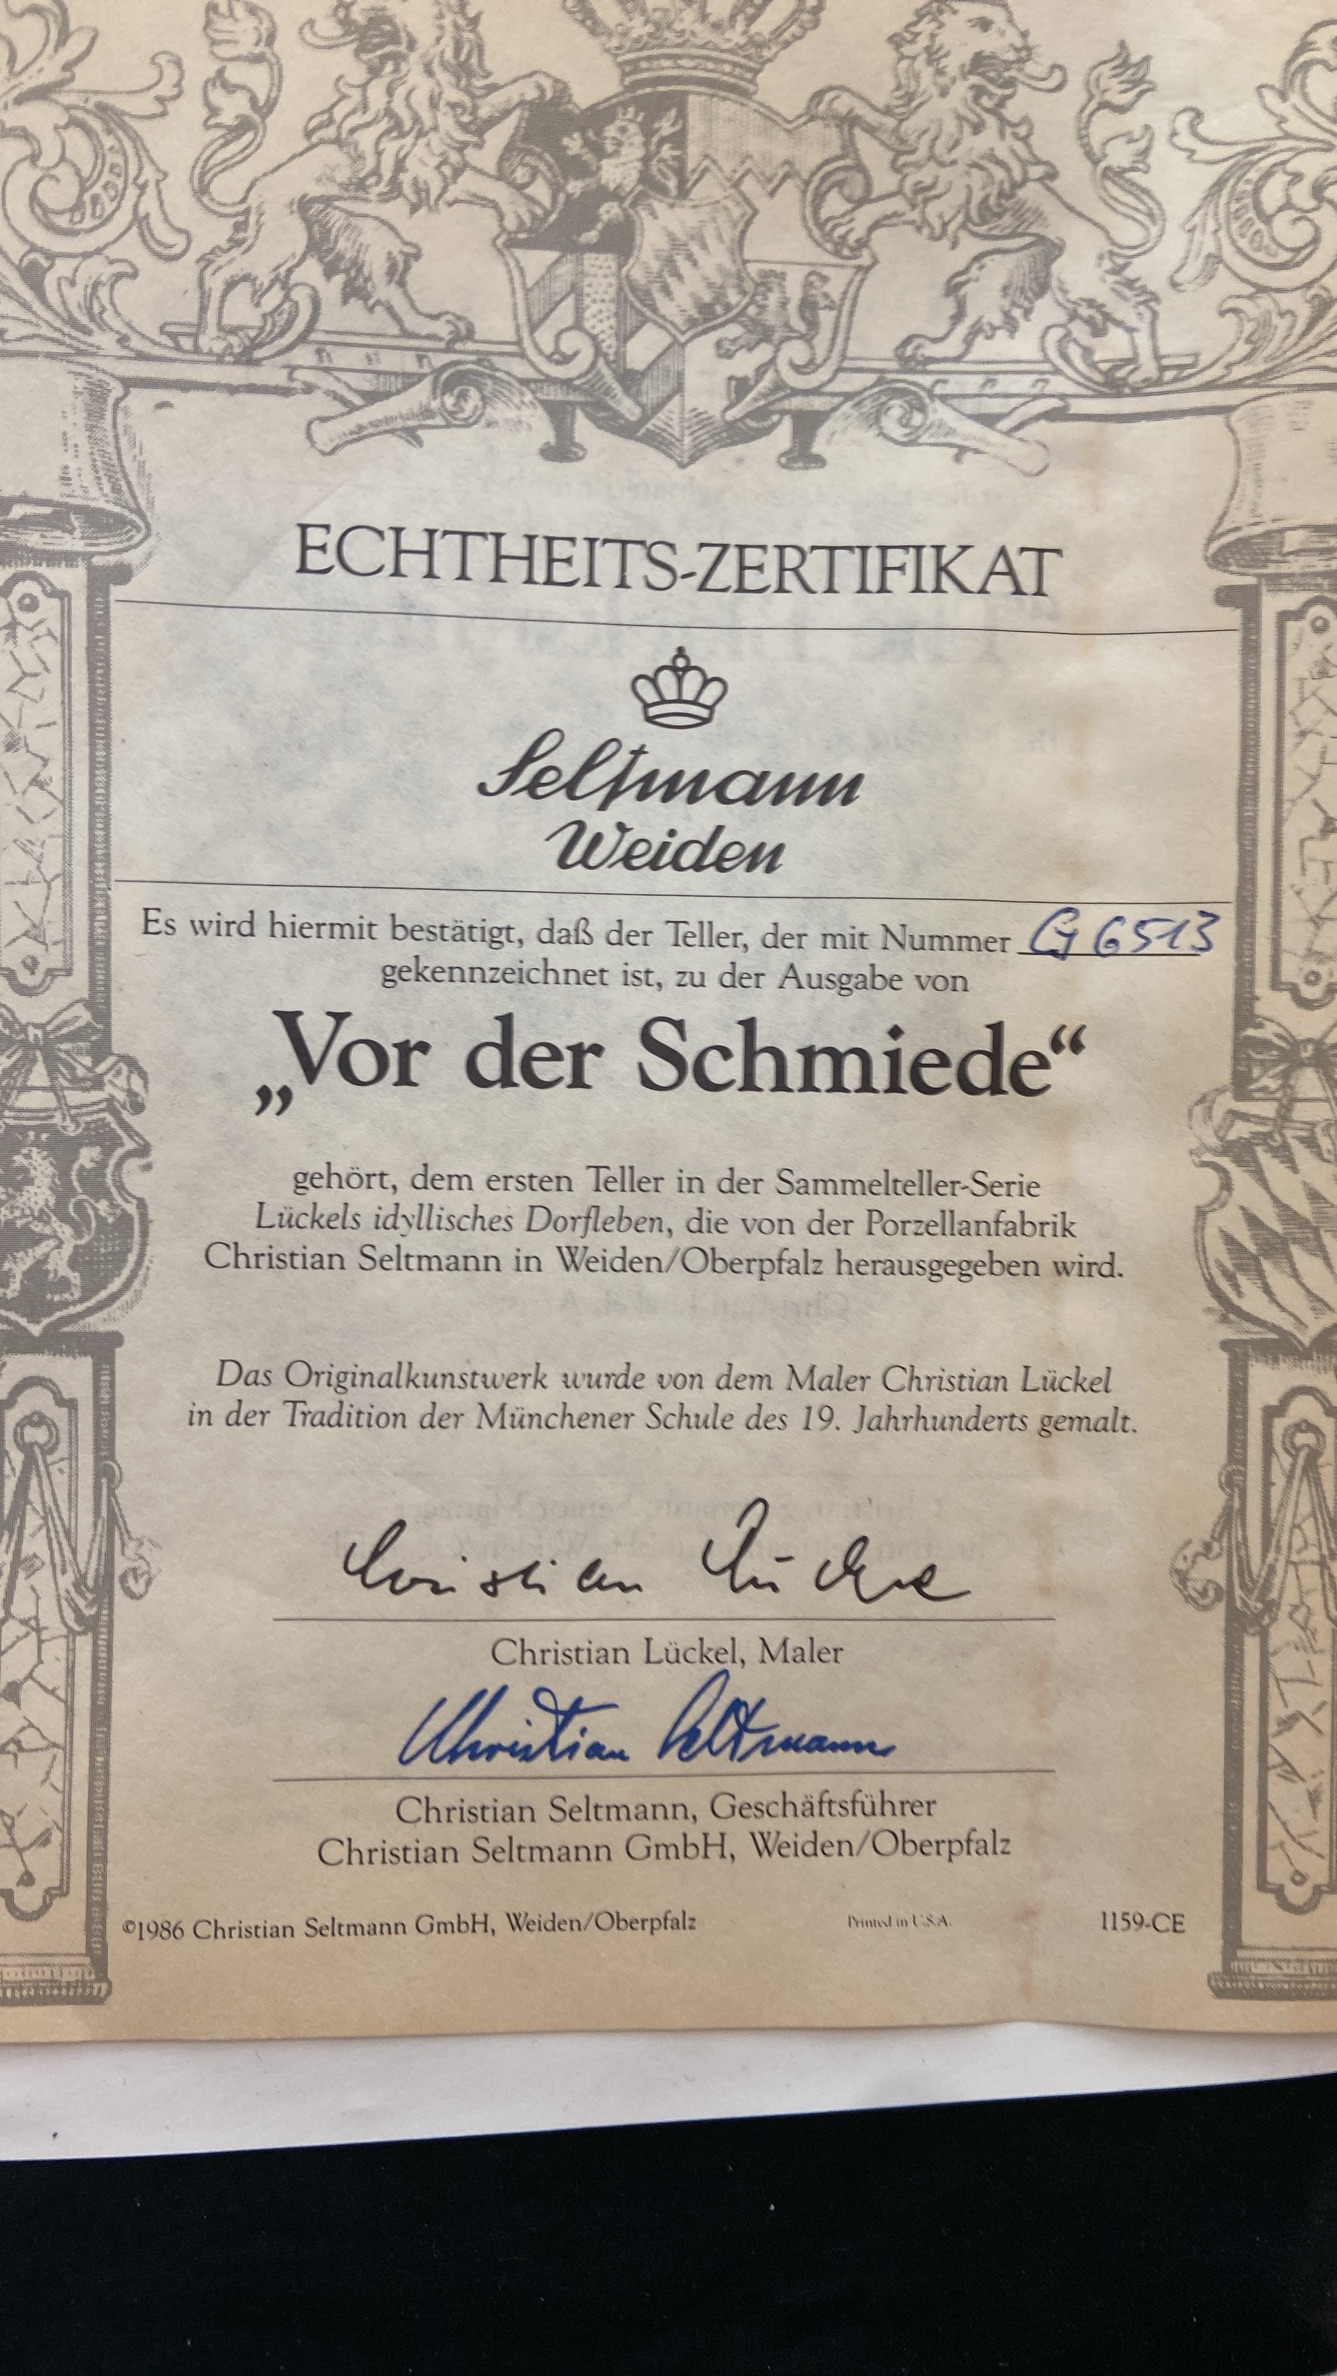 ECHTHEITS-ZERTIFIKAT
Seltmann
Weiden
Es wird hiermit bestätigt, daß der Teller, der mit Nummer G 6513
gekennzeichnet ist, zu der Ausgabe von
„Vor der Schmiede“
gehört, dem ersten Teller in der Sammelteller-Serie
Lückels idyllisches Dorfleben, die von der Porzellanfabrik
Christian Seltmann in Weiden/Oberpfalz herausgegeben wird.
Das Originalkunstwerk wurde von dem Maler Christian Lückel
in der Tradition der Münchener Schule des 19. Jahrhunderts gemalt.
Christian Lückel
Christian Lückel, Maler
Christian Seltmann
Christian Seltmann, Geschäftsführer
Christian Seltmann GmbH, Weiden/Oberpfalz
©1986 Christian Seltmann GmbH, Weiden/Oberpfalz Printed in U.S.A. 1159-CE